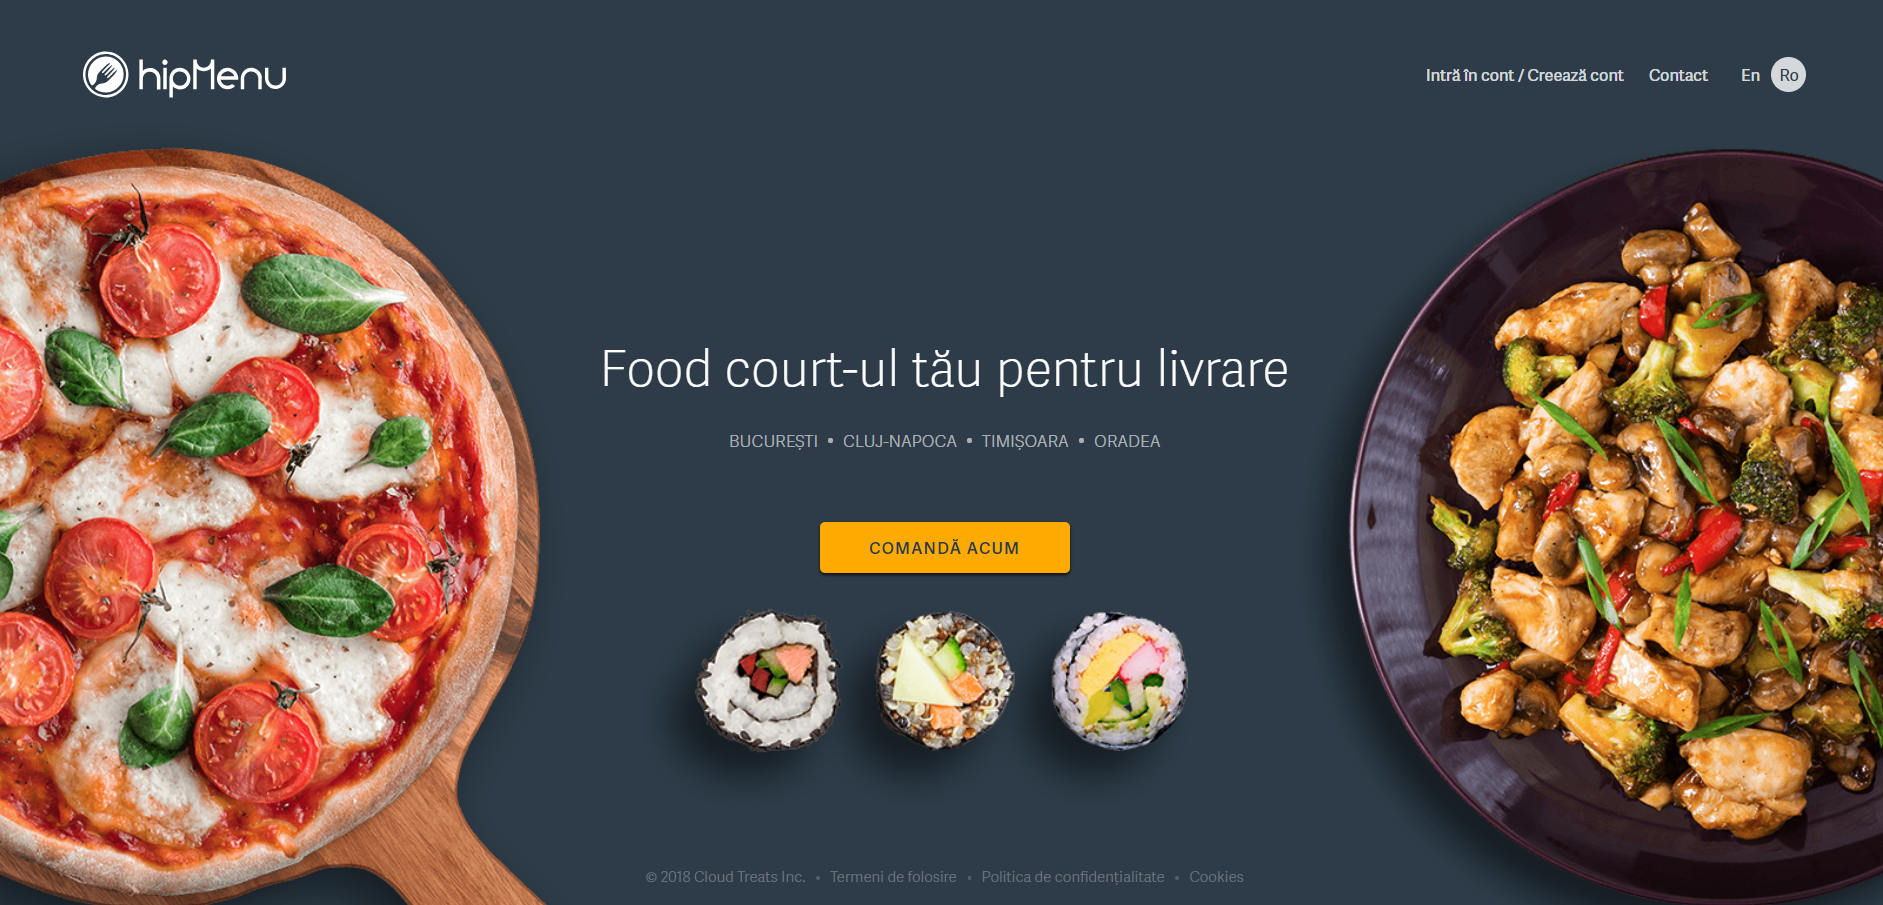 hipMenu
Intră în cont / Creează cont Contact En Ro
Food court-ul tău pentru livrare
BUCUREȘTI • CLUJ-NAPOCA • TIMIȘOARA • ORADEA
COMANDĂ ACUM
© 2018 Cloud Treats Inc. • Termeni de folosire • Politica de confidențialitate • Cookies